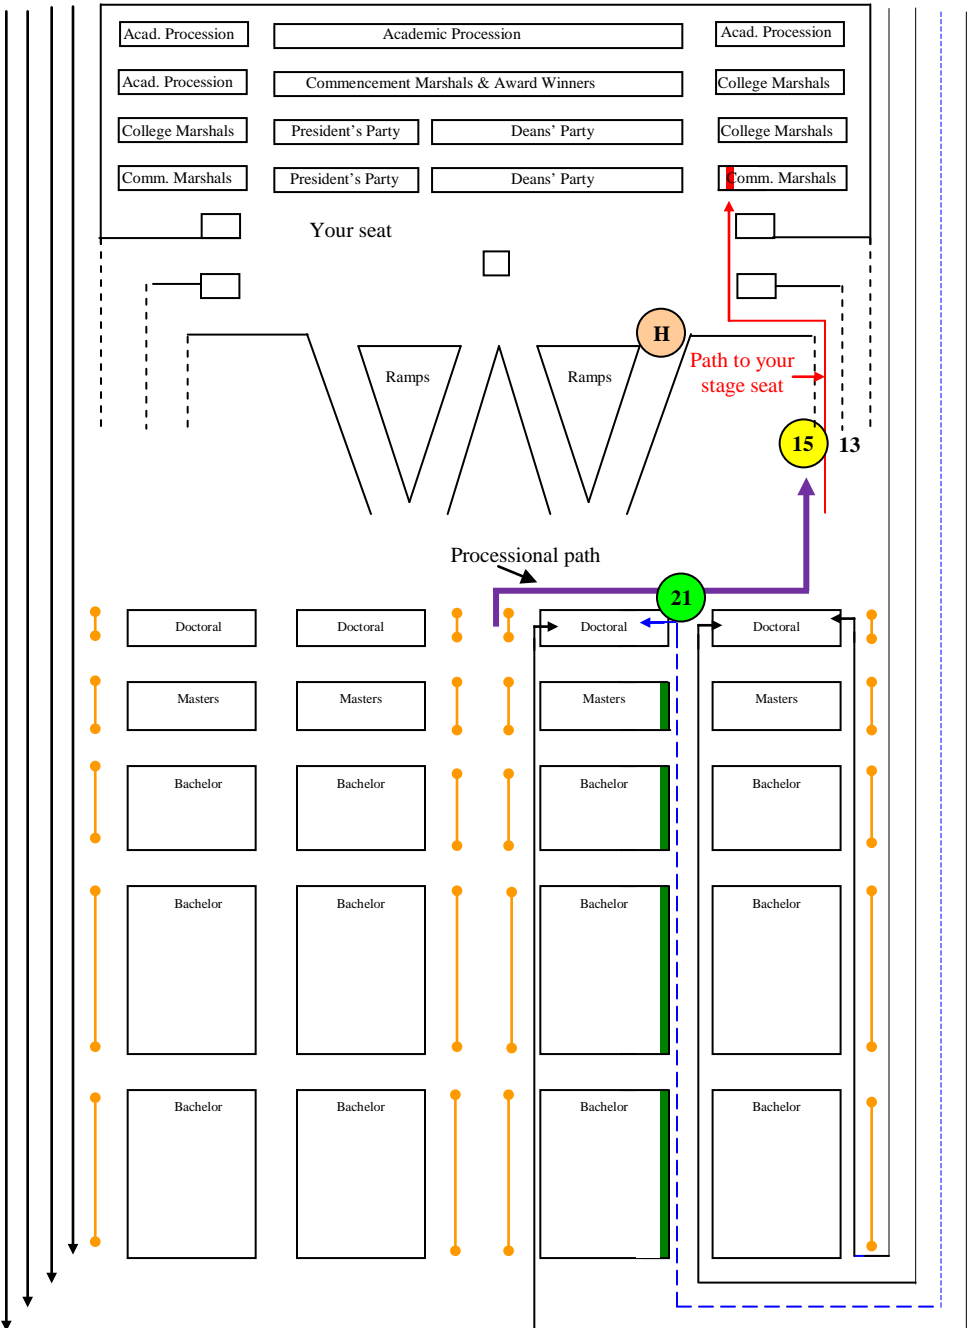 Acad. Procession Academic Procession Acad. Procession
Acad. Procession Commencement Marshals & Award Winners College Marshals
College Marshals President's Party Deans' Party College Marshals
Comm. Marshals President's Party Deans' Party Comm. Marshals
Your seat
H
Ramps Ramps
Path to your
stage seat
15 13
Processional path
21
Doctoral Doctoral Doctoral Doctoral
Masters Masters Masters Masters
Bachelor Bachelor Bachelor Bachelor
Bachelor Bachelor Bachelor Bachelor
Bachelor Bachelor Bachelor Bachelor